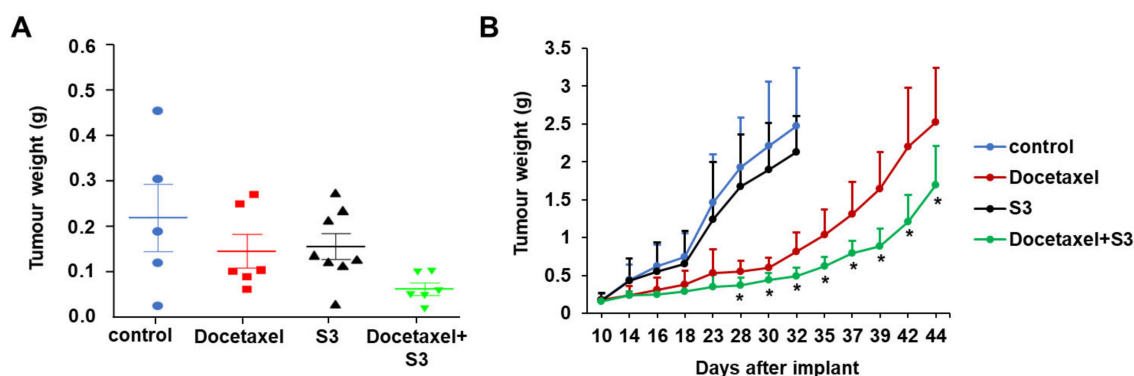 A
Tumour weight (g)
0.6
0.5
0.4
0.3
0.2
0.1
0.0
control
Docetaxel
S3
Docetaxel+
S3
B
Tumour weight (g)
3.5
3
2.5
2
1.5
1
0.5
0
10 14 16 18 23 28 30 32 35 37 39 42 44
Days after implant
* * * * * * * *
control
Docetaxel
S3
Docetaxel+S3